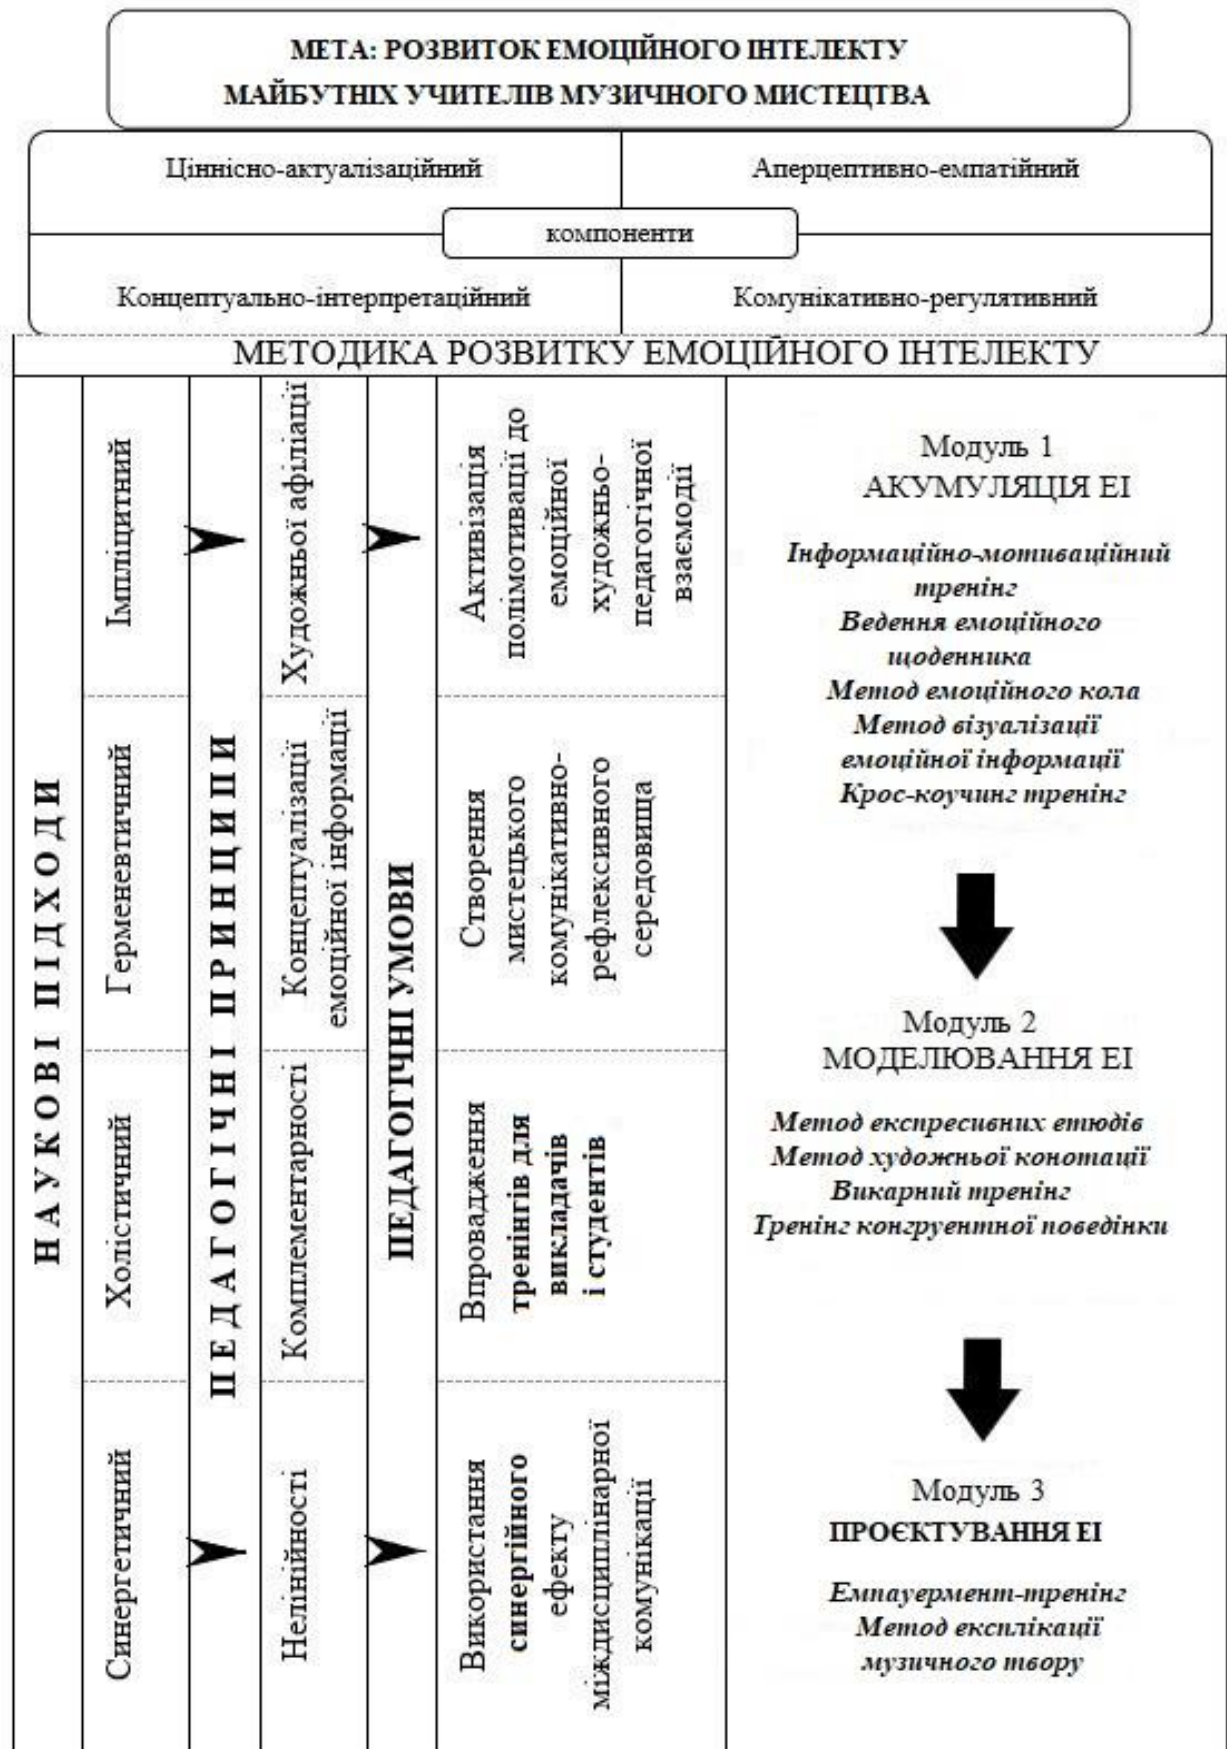 МЕТА: РОЗВИТОК ЕМОЦІЙНОГО ІНТЕЛЕКТУ
МАЙБУТНІХ УЧИТЕЛІВ МУЗИЧНОГО МИСТЕЦТВА
Ціннісно-актуалізаційний
Аперцептивно-емпатійний
компоненти
Концептуально-інтерпретаційний
Комунікативно-регулятивний
МЕТОДИКА РОЗВИТКУ ЕМОЦІЙНОГО ІНТЕЛЕКТУ
НАУКОВІ ПІДХОДИ
Імпліцитний
Герменевтичний
Холістичний
Синергетичний
ПЕДАГОГІЧНІ ПРИНЦИПИ
Художньої афіліації
Концептуалізації
емоційної інформації
Комплементарності
Нелінійності
ПЕДАГОГІЧНІ УМОВИ
Активізація
полімотивації до
емоційної
художньо-
педагогічної
взаємодії
Створення
мистецького
комунікативно-
рефлексивного
середовища
Впровадження
тренінгів для
викладачів
і студентів
Використання
синергійного
ефекту
міждисциплінарної
комунікації
Модуль 1
АКУМУЛЯЦІЯ ЕІ
Інформаційно-мотиваційний
тренінг
Ведення емоційного
щоденника
Метод емоційного кола
Метод візуалізації
емоційної інформації
Крос-коучинг тренінг
Модуль 2
МОДЕЛЮВАННЯ ЕІ
Метод експресивних етюдів
Метод художньої конотації
Викарний тренінг
Тренінг конгруентної поведінки
Модуль 3
ПРОЄКТУВАННЯ ЕІ
Емпауермент-тренінг
Метод експлікації
музичного твору